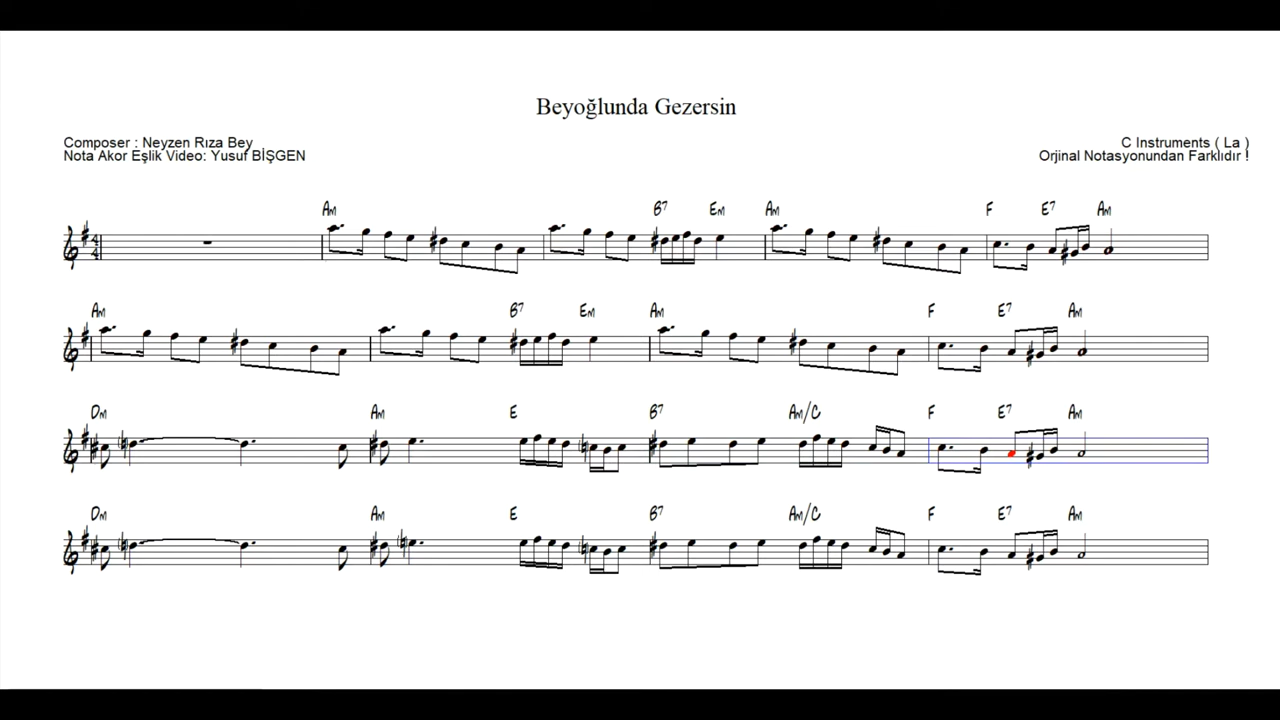 Beyoğlunda Gezersin
Composer : Neyzen Rıza Bey
Nota Akor Eşlik Video: Yusuf BİŞGEN
C Instruments ( La )
Orjinal Notasyonundan Farklıdır !
Am B7 Em Am F E7 Am
4
4
Am B7 Em Am F E7 Am
Dm Am E B7 Am/C F E7 Am
Dm Am E B7 Am/C F E7 Am